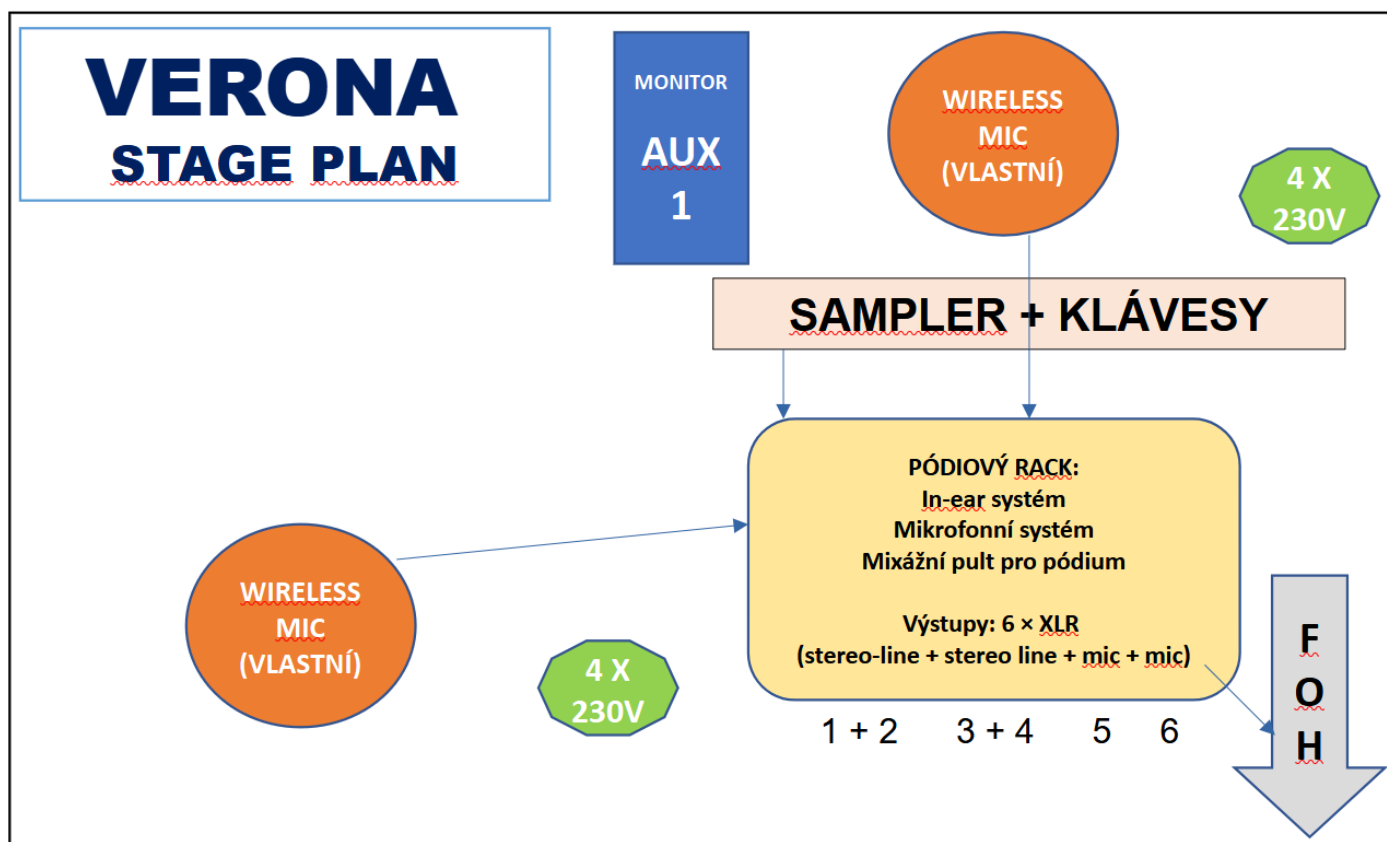 VERONA
STAGE PLAN
MONITOR
AUX
1
WIRELESS
MIC
(VLASTNÍ)
4 X
230V
SAMPLER + KLÁVESY
PÓDIOVÝ RACK:
In-ear systém
Mikrofonní systém
Mixážní pult pro pódium
Výstupy: 6 × XLR
(stereo-line + stereo line + mic + mic)
WIRELESS
MIC
(VLASTNÍ)
4 X
230V
1 + 2 3 + 4 5 6
F
O
H